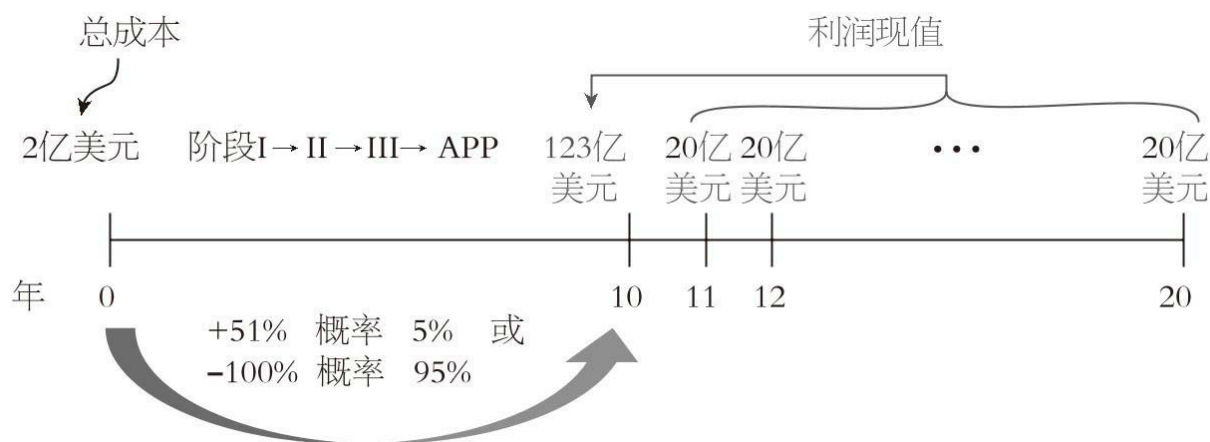 总成本
利润现值
2亿美元 阶段I→II→III→APP 123亿美元 20亿美元 20亿美元 ••• 20亿美元
年 0 10 11 12 20
+51% 概率 5% 或
–100% 概率 95%